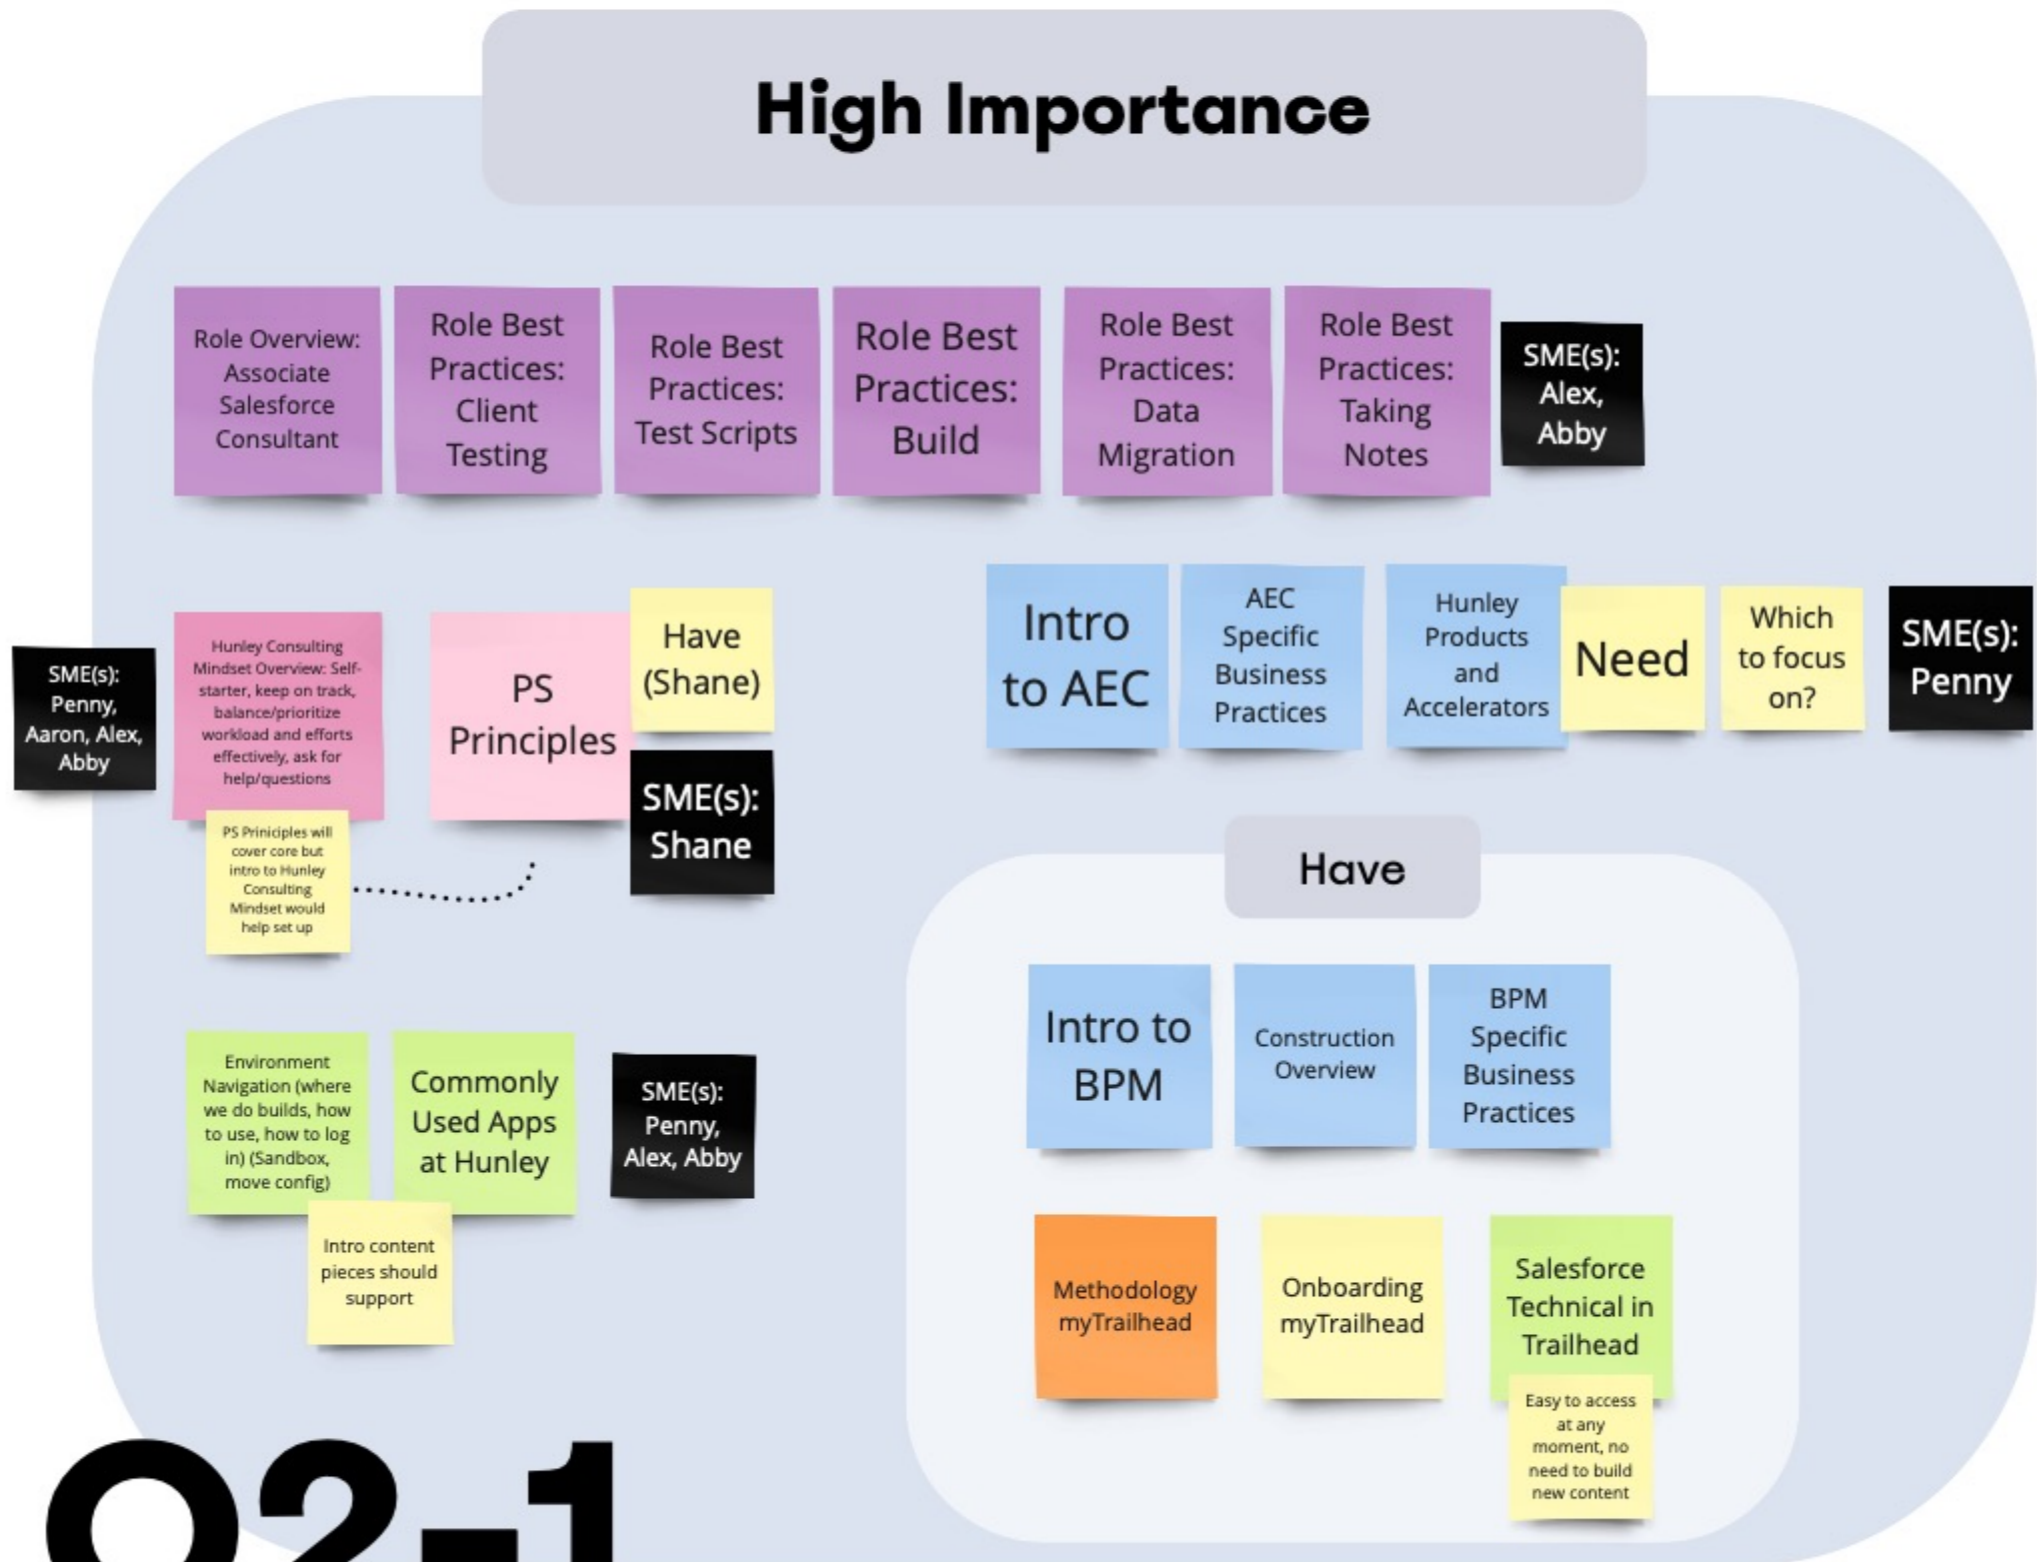 High Importance
Role Overview:
Associate
Salesforce
Consultant
Role Best
Practices:
Client
Testing
Role Best
Practices:
Test Scripts
Role Best
Practices:
Build
Role Best
Practices:
Data
Migration
Role Best
Practices:
Taking
Notes
SME(s):
Alex,
Abby
SME(s):
Penny,
Aaron, Alex,
Abby
Hunley Consulting
Mindset Overview: Self-
starter, keep on track,
balance/prioritize
workload and efforts
effectively, ask for
help/questions
PS Priniciples will
cover core but
intro to Hunley
Consulting
Mindset would
help set up
PS
Principles
Have
(Shane)
SME(s):
Shane
Intro
to AEC
AEC
Specific
Business
Practices
Hunley
Products
and
Accelerators
Need
Which
to focus
on?
SME(s):
Penny
Environment
Navigation (where
we do builds, how
to use, how to log
in) (Sandbox,
move config)
Commonly
Used Apps
at Hunley
SME(s):
Penny,
Alex, Abby
Intro content
pieces should
support
Have
Intro to
BPM
Construction
Overview
BPM
Specific
Business
Practices
Methodology
myTrailhead
Onboarding
myTrailhead
Salesforce
Technical in
Trailhead
Easy to access
at any
moment, no
need to build
new content